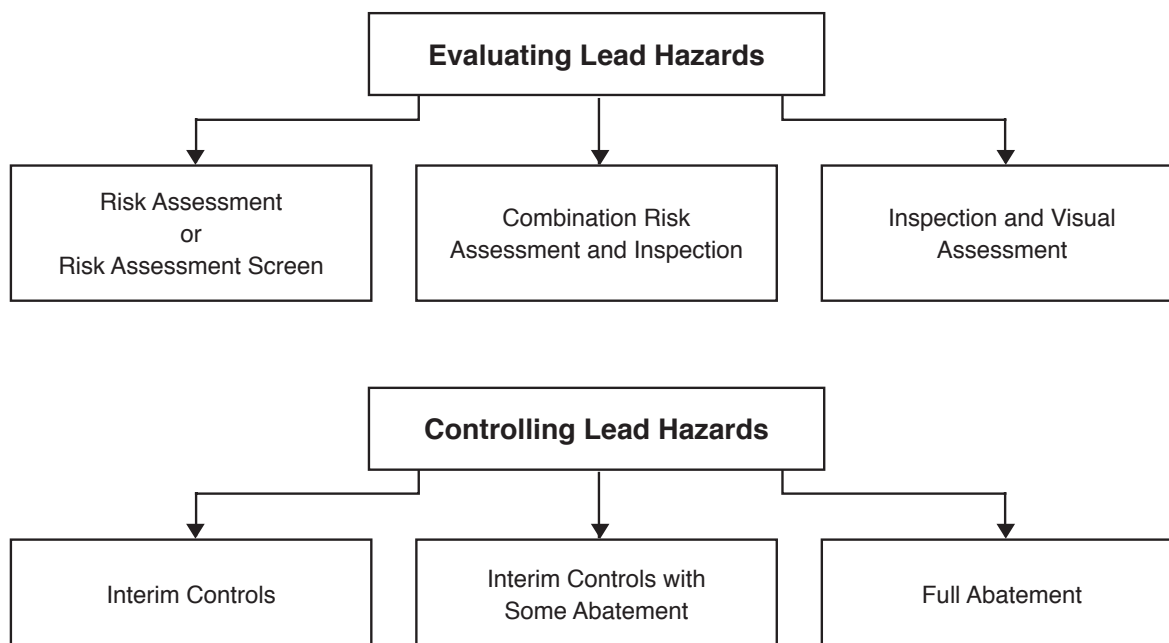 Evaluating Lead Hazards
Risk Assessment
or
Risk Assessment Screen
Combination Risk
Assessment and Inspection
Inspection and Visual
Assessment
Controlling Lead Hazards
Interim Controls
Interim Controls with
Some Abatement
Full Abatement